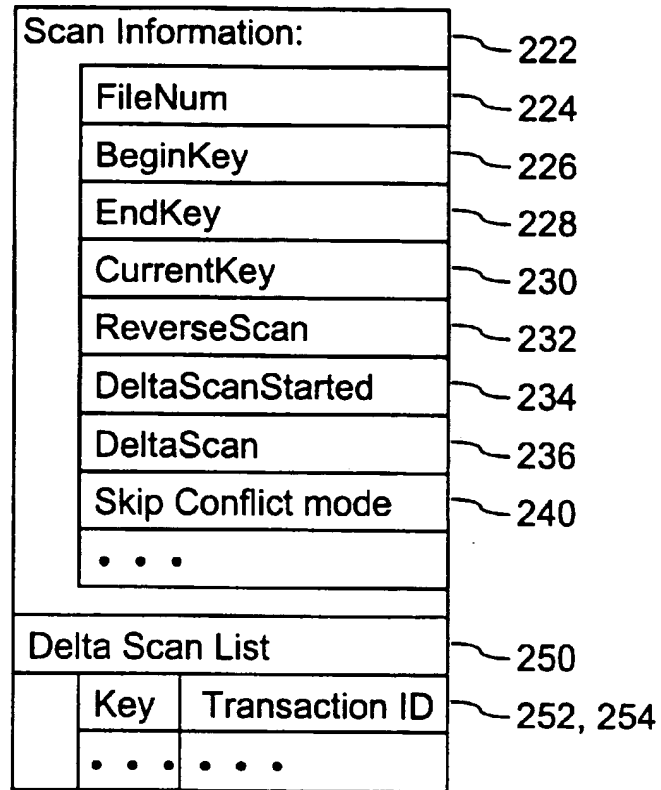 Scan Information: 222
FileNum 224
BeginKey 226
EndKey 228
CurrentKey 230
ReverseScan 232
DeltaScanStarted 234
DeltaScan 236
Skip Conflict mode 240
• • •
Delta Scan List 250
Key Transaction ID 252, 254
• • • • • •